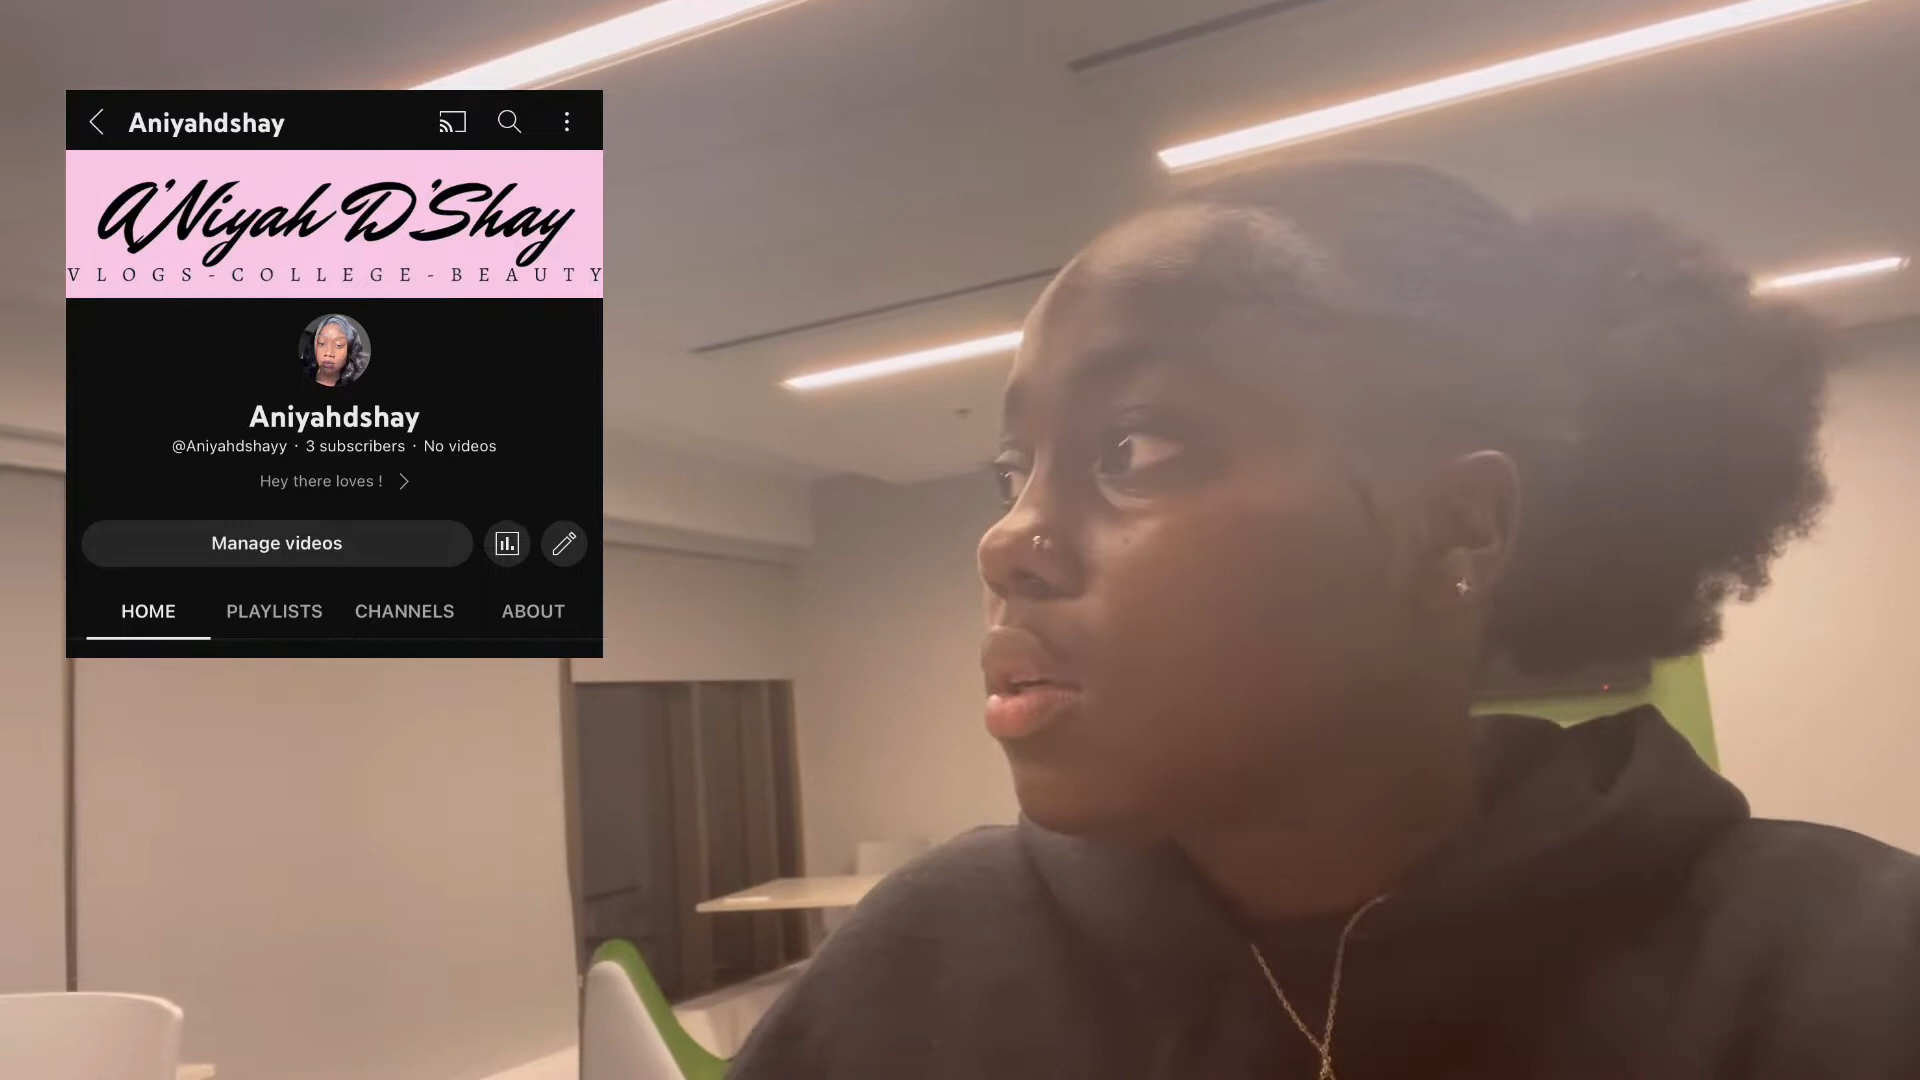 Aniyahdshay
A'Niyah D'Shay
VLOGS-COLLEGE-BEAUTY
Aniyahdshay
@Aniyahdshayy · 3 subscribers · No videos
Hey there loves !
Manage videos
HOME PLAYLISTS CHANNELS ABOUT